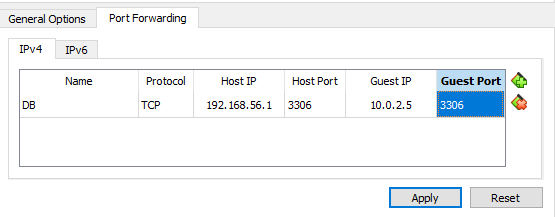 General Options Port Forwarding
IPv4 IPv6
Name Protocol Host IP Host Port Guest IP Guest Port
DB TCP 192.168.56.1 3306 10.0.2.5 3306
Apply Reset